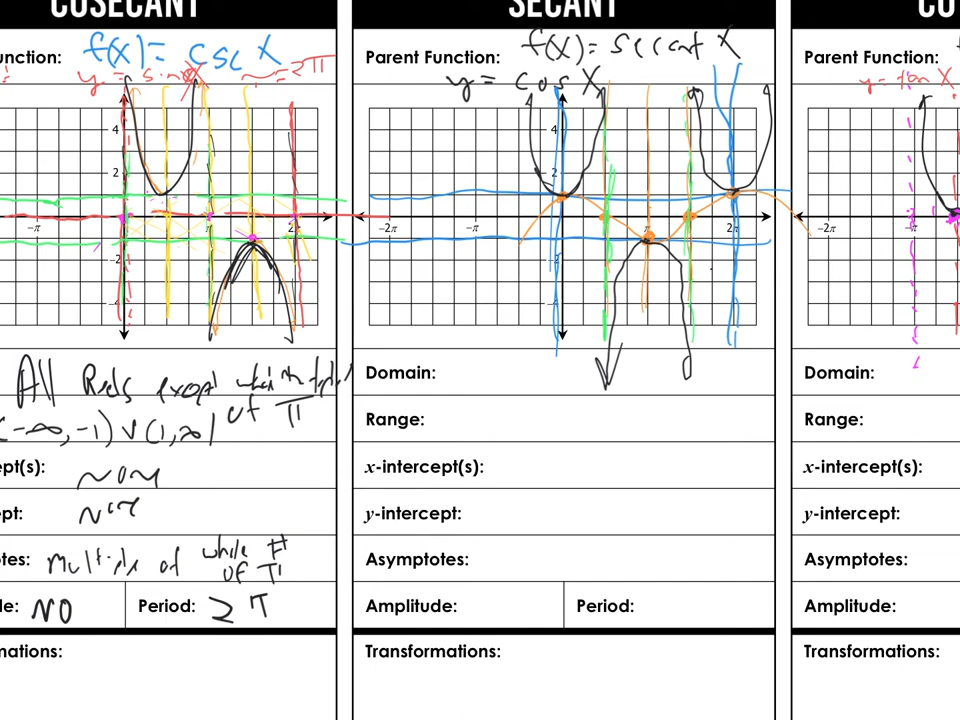 COSECANT
unction: f(x) = csc x
y = sin x 2π
4
2
-π π 2π
-2
-4
All Reals except whole
of π
(-∞, -1) ∨ (1, ∞)
ept(s): None
ept:
otes: Multiple of whole #
of π
de: NO Period: 2π
mations:
SECANT
Parent Function: f(x) = secant x
y = cos x
4
2
-2π -π π 2π
-2
Domain:
Range:
x-intercept(s):
y-intercept:
Asymptotes:
Amplitude: Period:
Transformations:
CO
Parent Function:
y = tan x
-2π -π
Domain:
Range:
x-intercept(s):
y-intercept:
Asymptotes:
Amplitude:
Transformations: